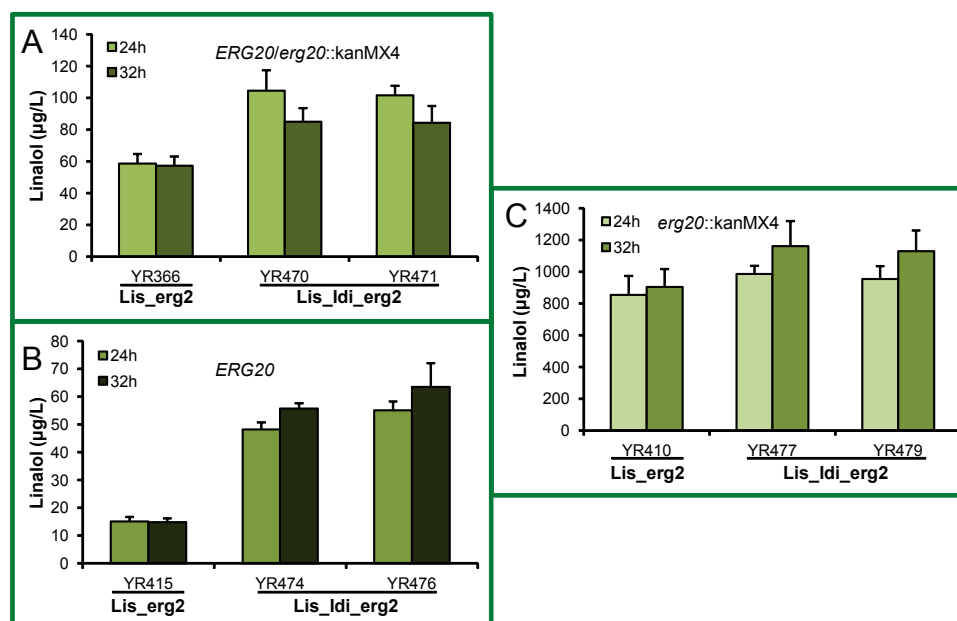 A
24h
32h
ERG20/erg20::kanMX4
Linalol (µg/L)
140
120
100
80
60
40
20
0
YR366 YR470 YR471
Lis_erg2 Lis_Idi_erg2
B
24h
32h
ERG20
Linalol (µg/L)
80
70
60
50
40
30
20
10
0
YR415 YR474 YR476
Lis_erg2 Lis_Idi_erg2
C
24h
32h
erg20::kanMX4
Linalol (µg/L)
1400
1200
1000
800
600
400
200
0
YR410 YR477 YR479
Lis_erg2 Lis_Idi_erg2